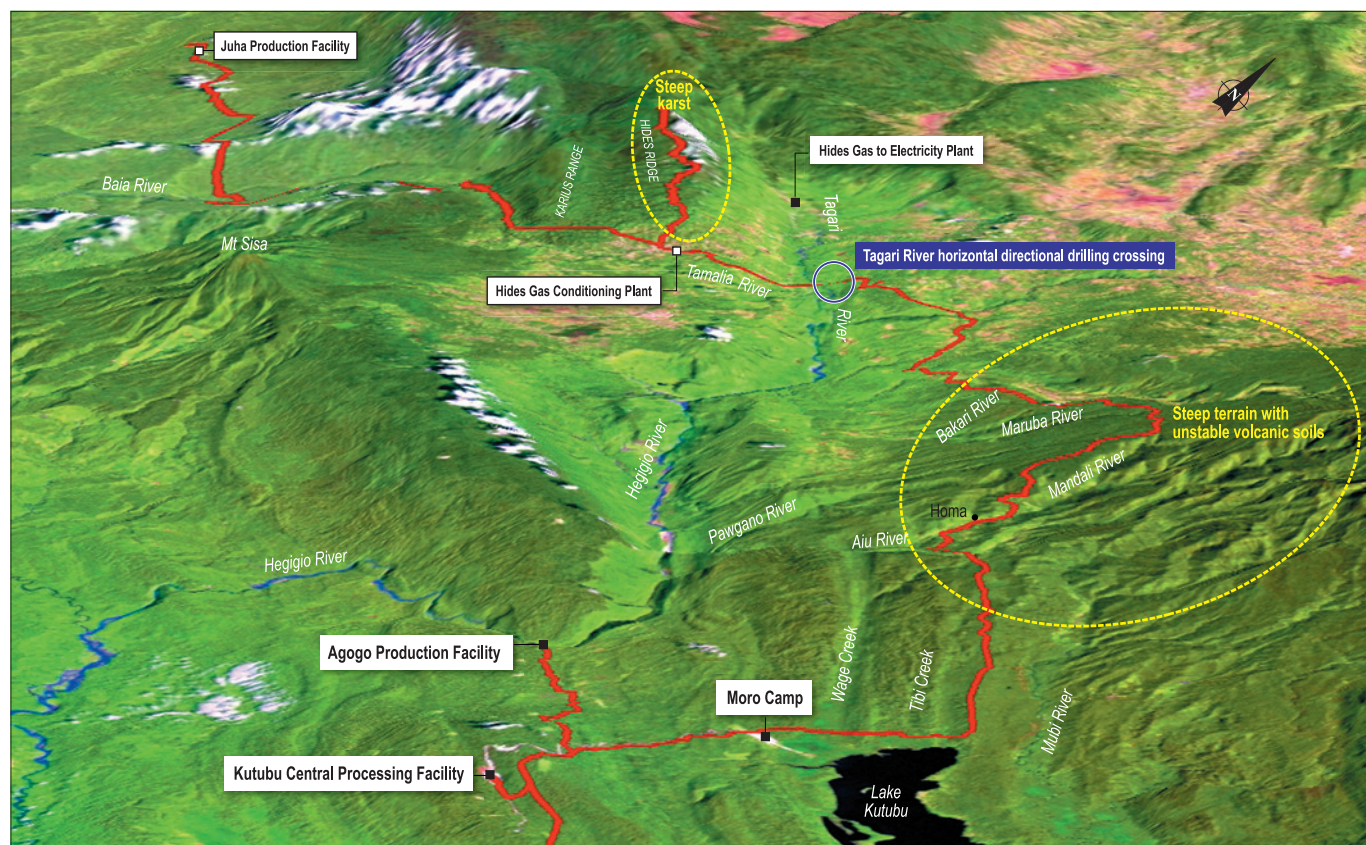 Juha Production Facility
Steep
karst
N
HIDES RIDGE
KARIUS RANGE
Hides Gas to Electricity Plant
Baia River
Tagari
River
Mt Sisa
Tagari River horizontal directional drilling crossing
Hides Gas Conditioning Plant
Tamalia River
Bakari River
Maruba River
Steep terrain with
unstable volcanic soils
Hegigio River
Mandali River
Pawgano River
Homa
Aiu River
Hegigio River
Agogo Production Facility
Wage Creek
Tibi Creek
Moro Camp
Mubi River
Kutubu Central Processing Facility
Lake
Kutubu